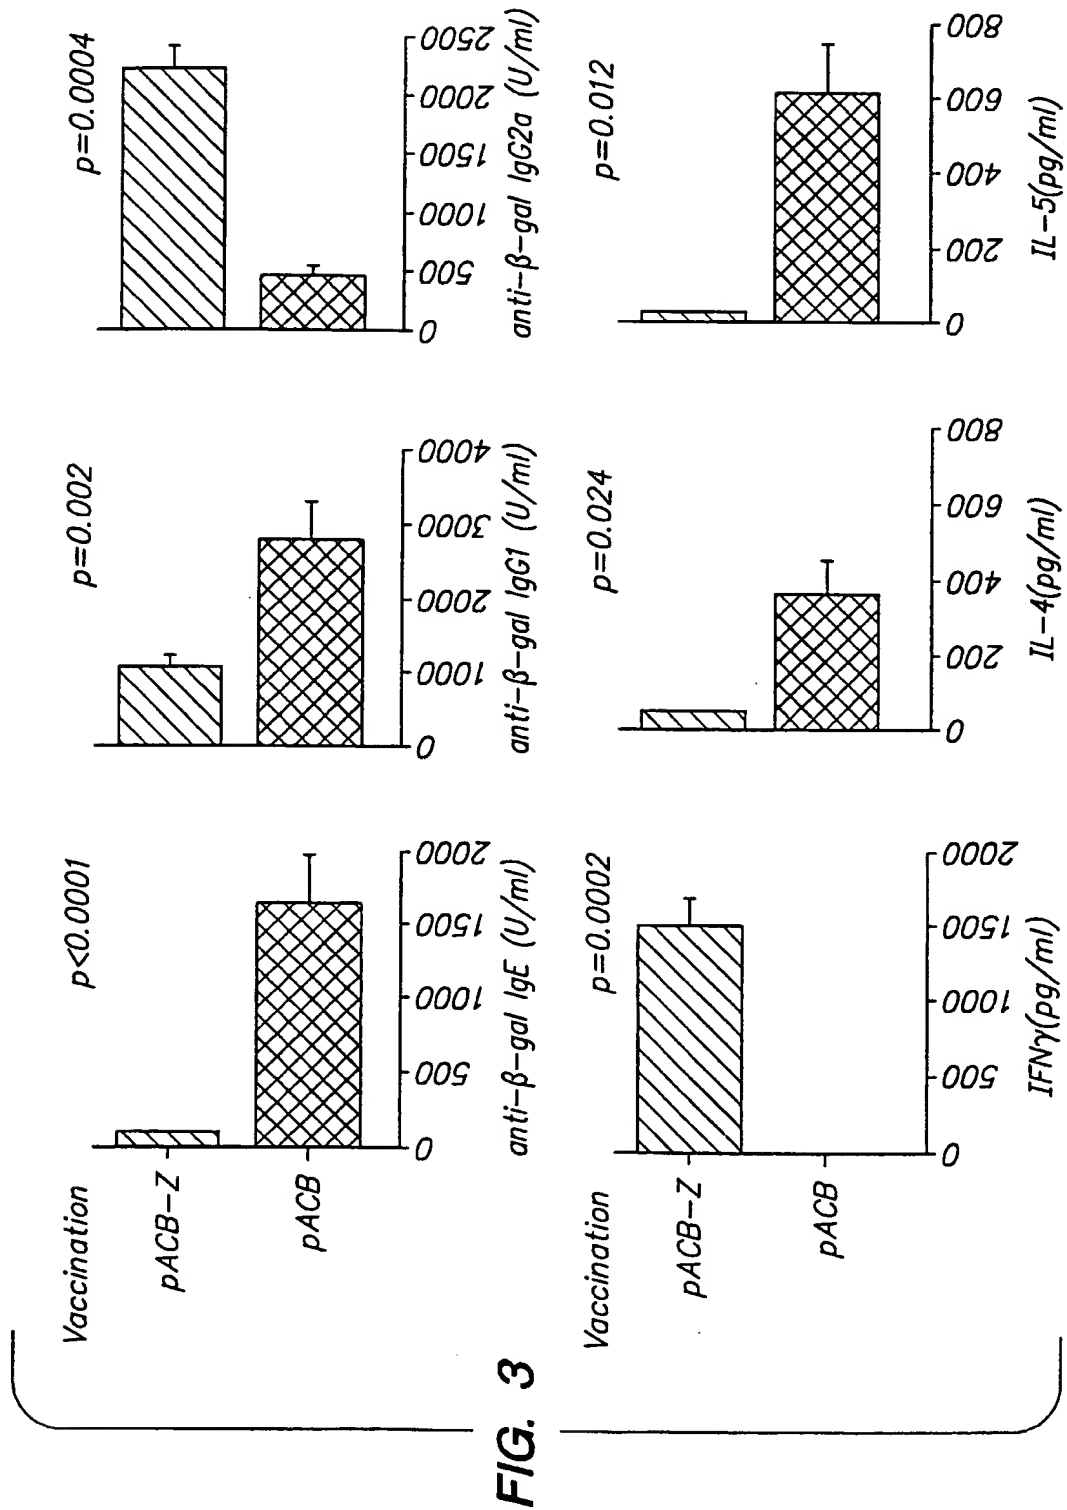 Vaccination
pACB-Z
pACB
p<0.0001
0 500 1000 1500 2000
anti-β-gal IgE (U/ml)
p=0.002
0 1000 2000 3000 4000
anti-β-gal IgG1 (U/ml)
p=0.0004
0 500 1000 1500 2000 2500
anti-β-gal IgG2a (U/ml)
Vaccination
pACB-Z
pACB
p=0.0002
0 500 1000 1500 2000
IFNγ(pg/ml)
p=0.024
0 200 400 600 800
IL-4(pg/ml)
p=0.012
0 200 400 600 800
IL-5(pg/ml)
FIG. 3